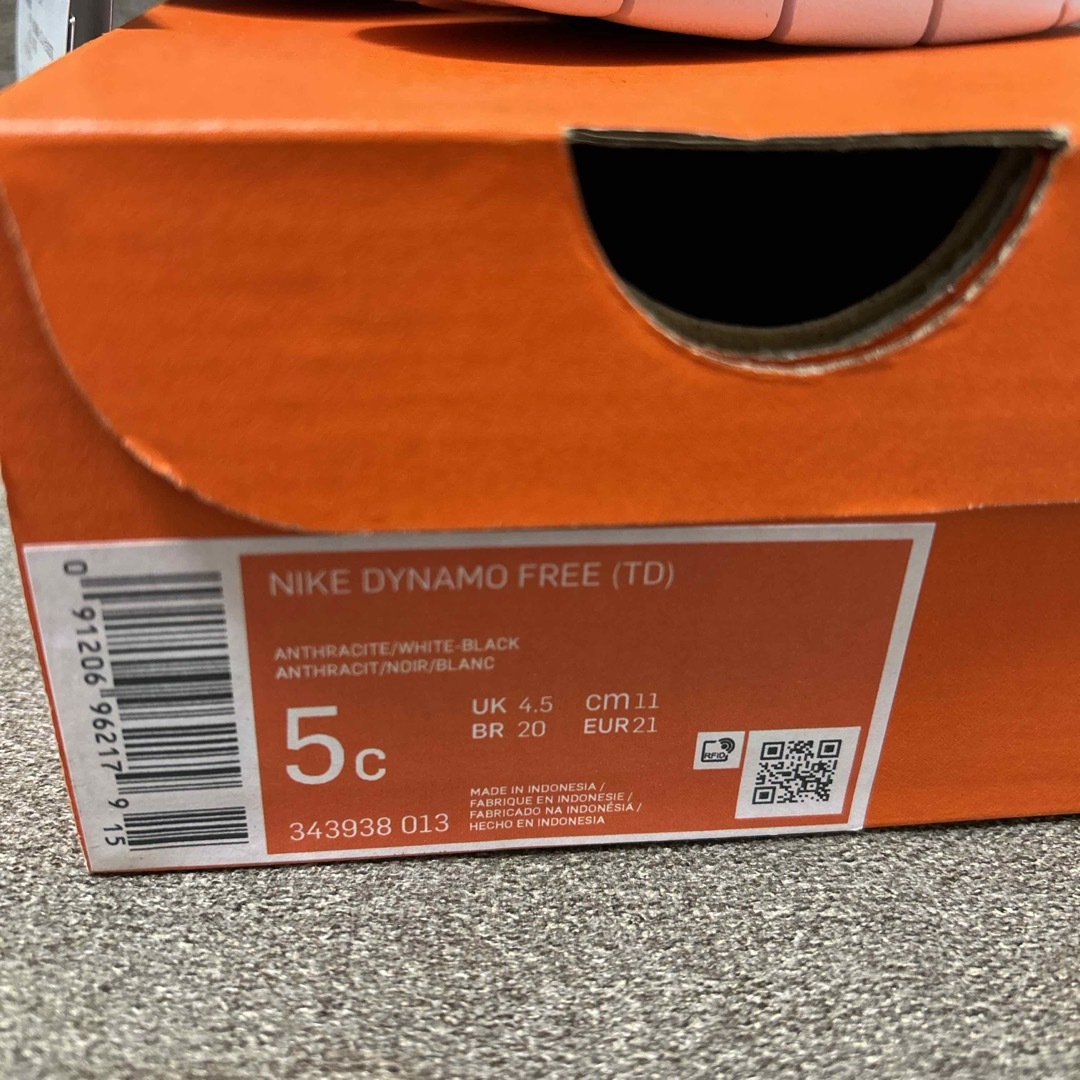 NIKE DYNAMO FREE (TD)
ANTHRACITE/WHITE-BLACK
ANTHRACIT/NOIR/BLANC
5c
UK 4.5 cm 11
BR 20 EUR 21
RFID
MADE IN INDONESIA /
FABRIQUE EN INDONESIE /
FABRICADO NA INDONÉSIA /
HECHO EN INDONESIA
343938 013
0 91206 96217 9 15